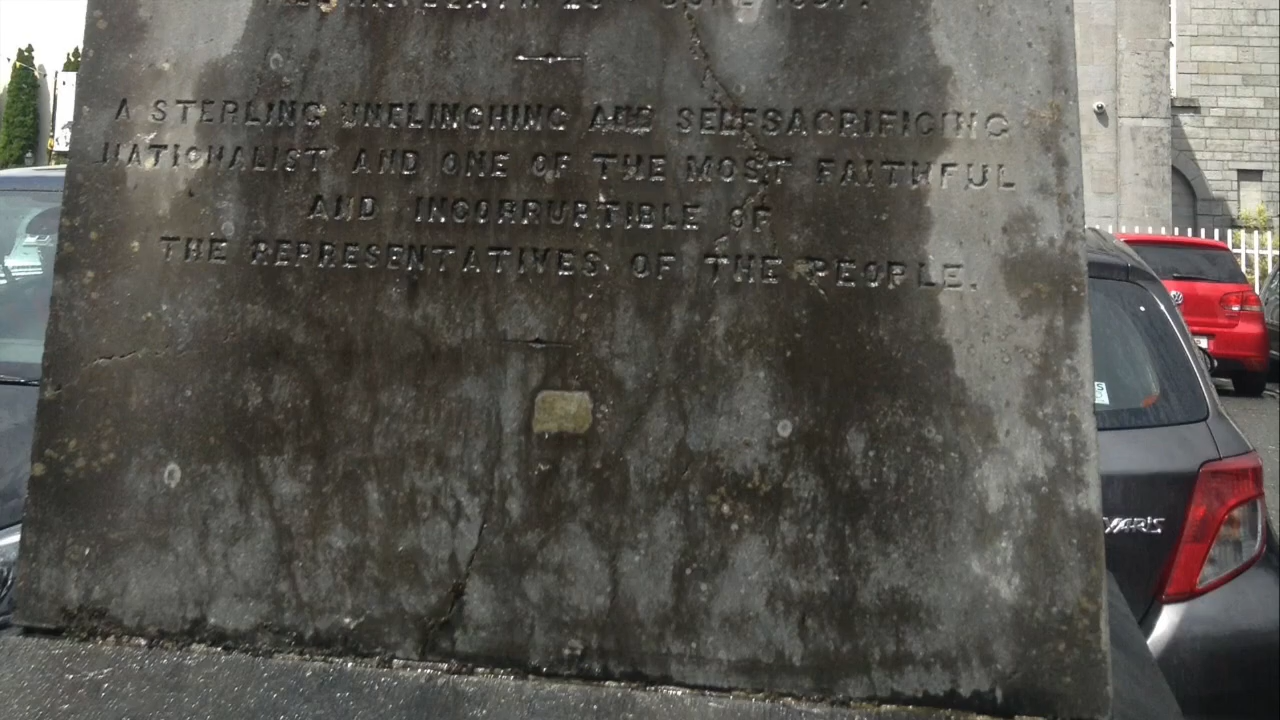 DEATH
A STERLING UNFLINCHING AND SELFSACRIFICING
NATIONALIST AND ONE OF THE MOST FAITHFUL
AND INCORRUPTIBLE OF
THE REPRESENTATIVES OF THE PEOPLE.
YARIS